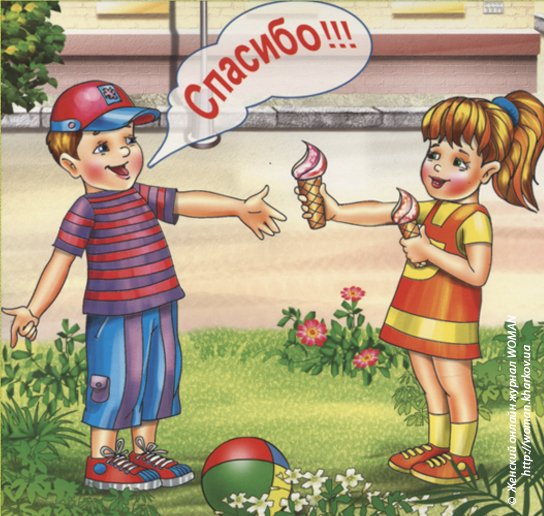 Спасибо!!!
© Женский онлайн журнал WOMAN
http://woman.kharkov.ua